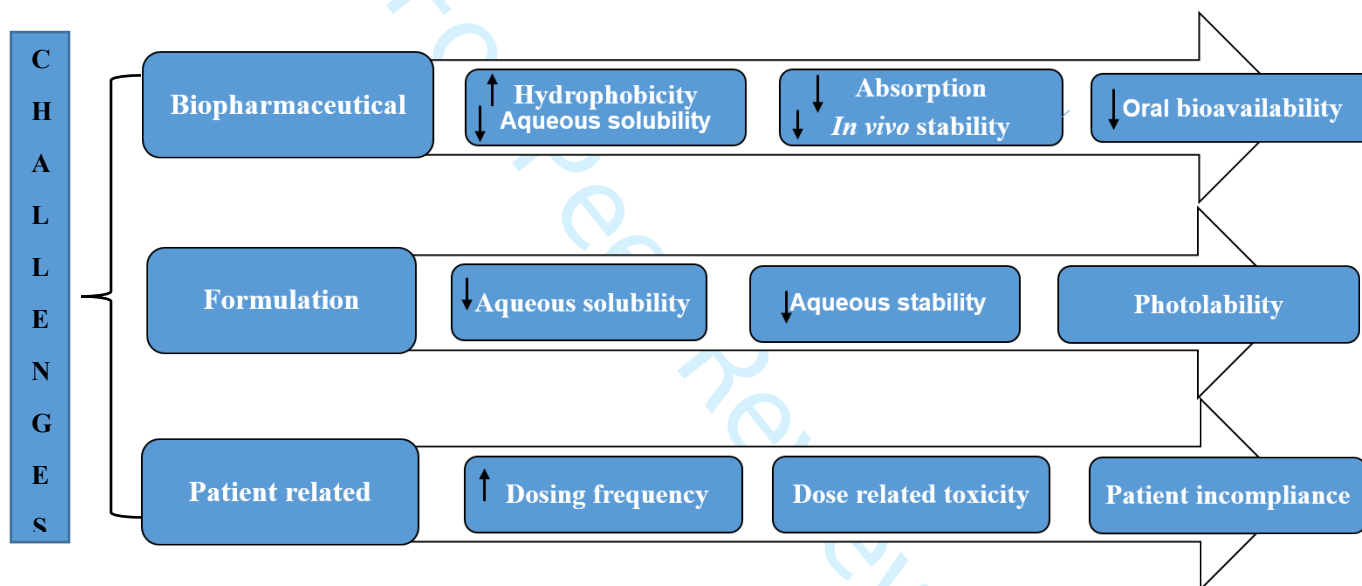 CHALLENGES
Biopharmaceutical
↑ Hydrophobicity
↓ Aqueous solubility
↓ Absorption
↓ In vivo stability
↓ Oral bioavailability
Formulation
↓ Aqueous solubility
↓ Aqueous stability
Photolability
Patient related
↑ Dosing frequency
Dose related toxicity
Patient incompliance